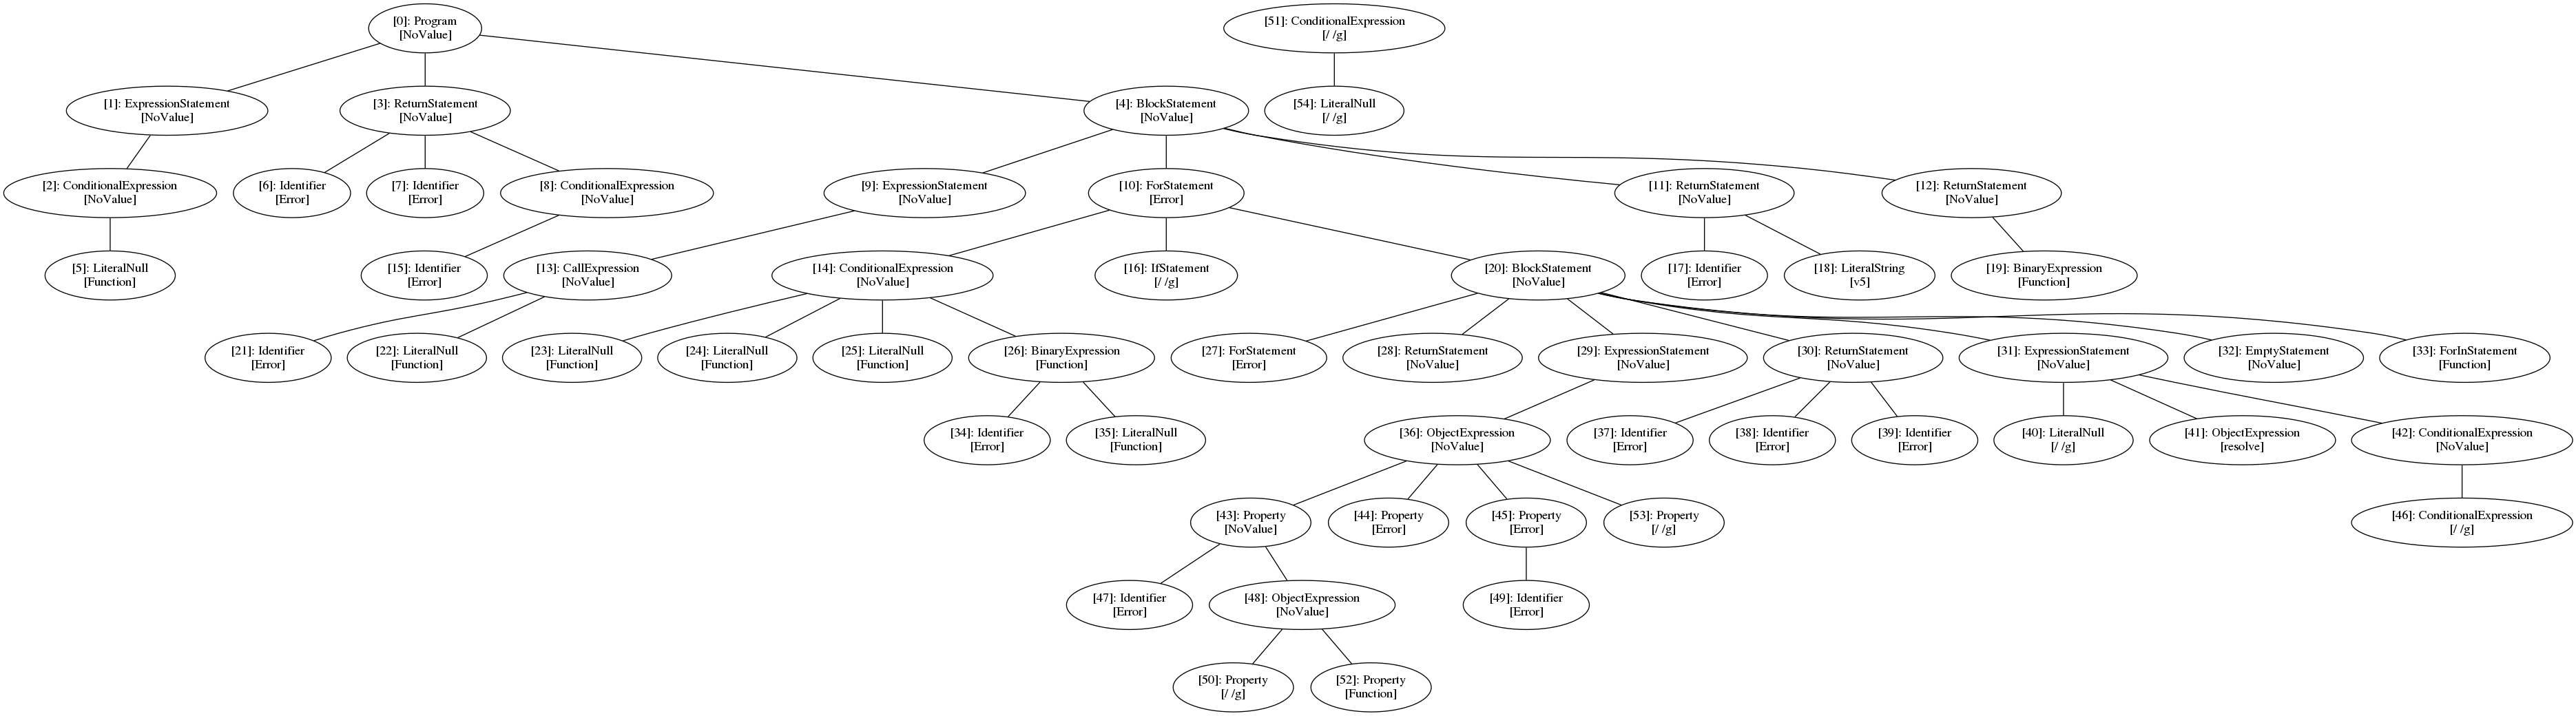 [0]: Program
[NoValue]
[51]: ConditionalExpression
[/ /g]
[1]: ExpressionStatement
[NoValue]
[3]: ReturnStatement
[NoValue]
[4]: BlockStatement
[NoValue]
[54]: LiteralNull
[/ /g]
[2]: ConditionalExpression
[NoValue]
[6]: Identifier
[Error]
[7]: Identifier
[Error]
[8]: ConditionalExpression
[NoValue]
[9]: ExpressionStatement
[NoValue]
[10]: ForStatement
[Error]
[11]: ReturnStatement
[NoValue]
[12]: ReturnStatement
[NoValue]
[5]: LiteralNull
[Function]
[15]: Identifier
[Error]
[13]: CallExpression
[NoValue]
[14]: ConditionalExpression
[NoValue]
[16]: IfStatement
[/ /g]
[20]: BlockStatement
[NoValue]
[17]: Identifier
[Error]
[18]: LiteralString
[v5]
[19]: BinaryExpression
[Function]
[21]: Identifier
[Error]
[22]: LiteralNull
[Function]
[23]: LiteralNull
[Function]
[24]: LiteralNull
[Function]
[25]: LiteralNull
[Function]
[26]: BinaryExpression
[Function]
[27]: ForStatement
[Error]
[28]: ReturnStatement
[NoValue]
[29]: ExpressionStatement
[NoValue]
[30]: ReturnStatement
[NoValue]
[31]: ExpressionStatement
[NoValue]
[32]: EmptyStatement
[NoValue]
[33]: ForInStatement
[Function]
[34]: Identifier
[Error]
[35]: LiteralNull
[Function]
[36]: ObjectExpression
[NoValue]
[37]: Identifier
[Error]
[38]: Identifier
[Error]
[39]: Identifier
[Error]
[40]: LiteralNull
[/ /g]
[41]: ObjectExpression
[resolve]
[42]: ConditionalExpression
[NoValue]
[43]: Property
[NoValue]
[44]: Property
[Error]
[45]: Property
[Error]
[53]: Property
[/ /g]
[46]: ConditionalExpression
[/ /g]
[47]: Identifier
[Error]
[48]: ObjectExpression
[NoValue]
[49]: Identifier
[Error]
[50]: Property
[/ /g]
[52]: Property
[Function]